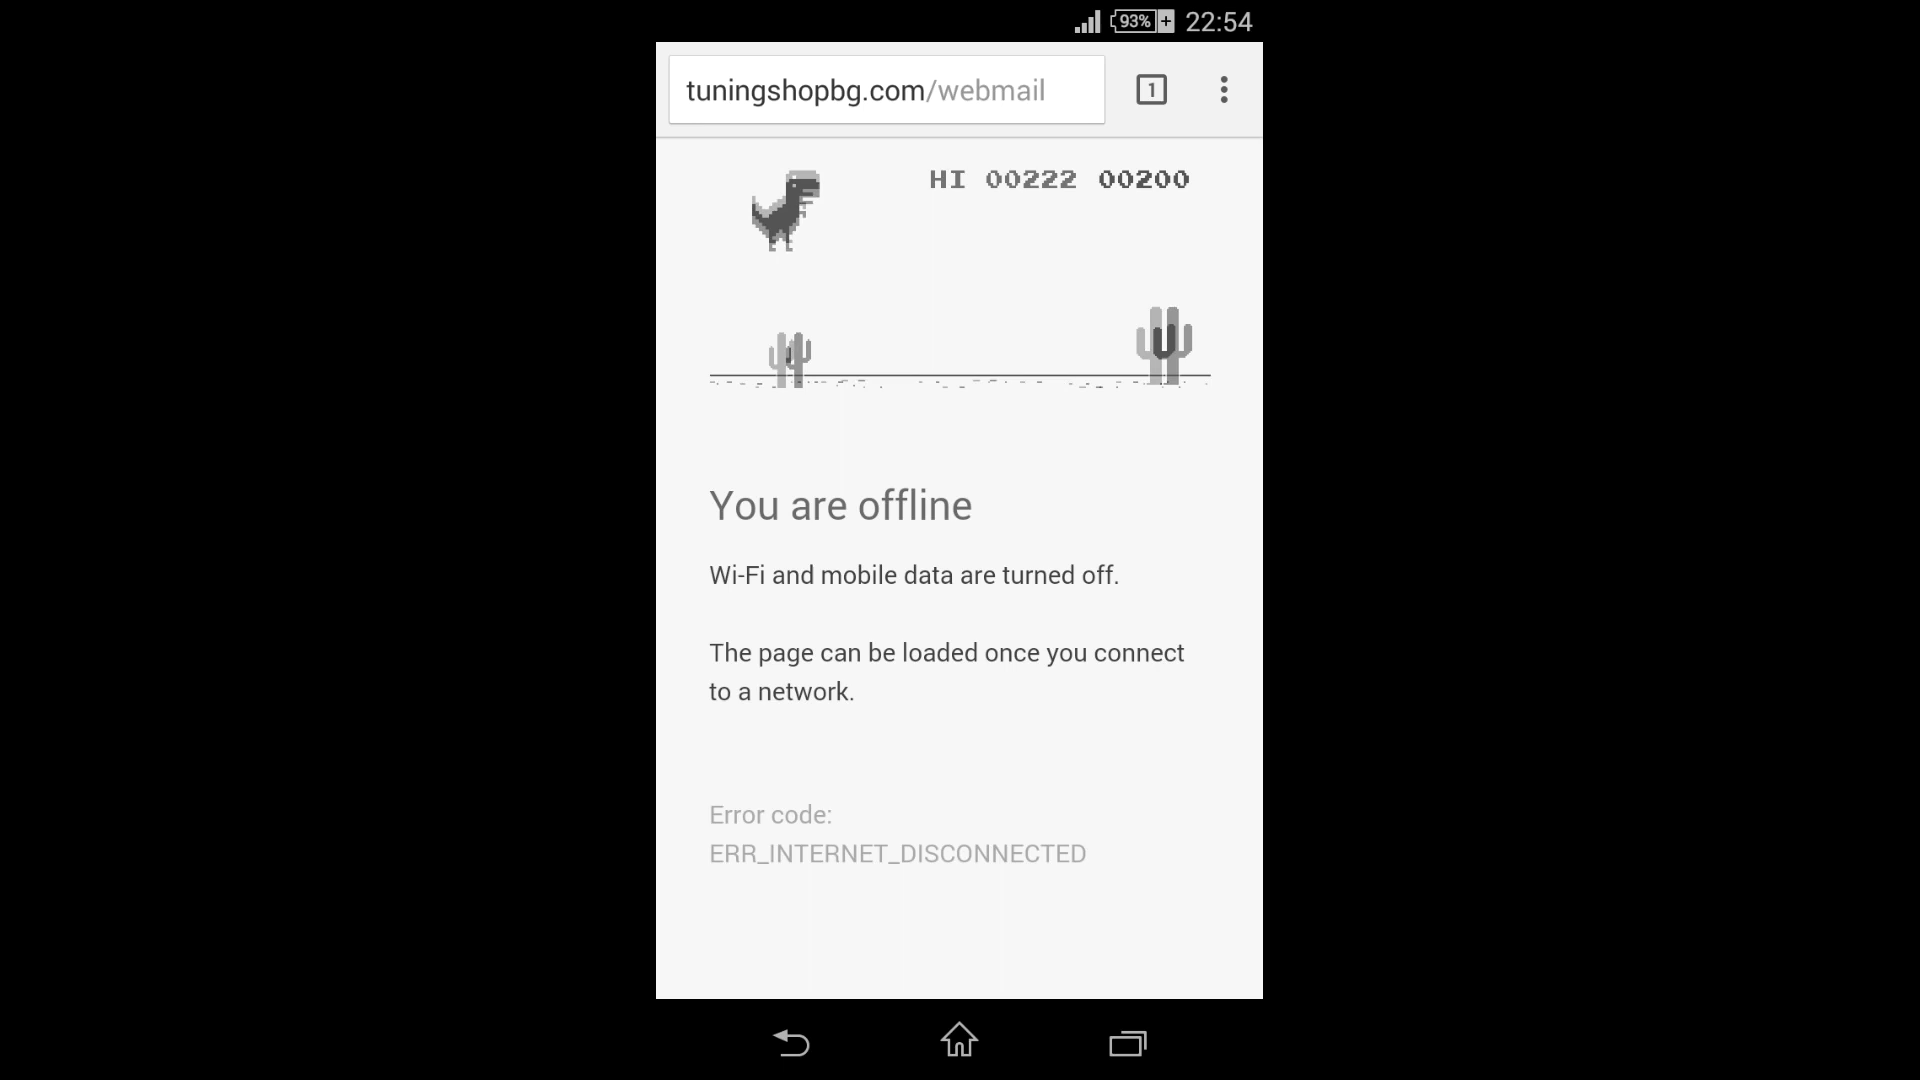 93% 22:54
tuningshopbg.com/webmail 1
HI 00222 00200
You are offline
Wi-Fi and mobile data are turned off.
The page can be loaded once you connect
to a network.
Error code:
ERR_INTERNET_DISCONNECTED